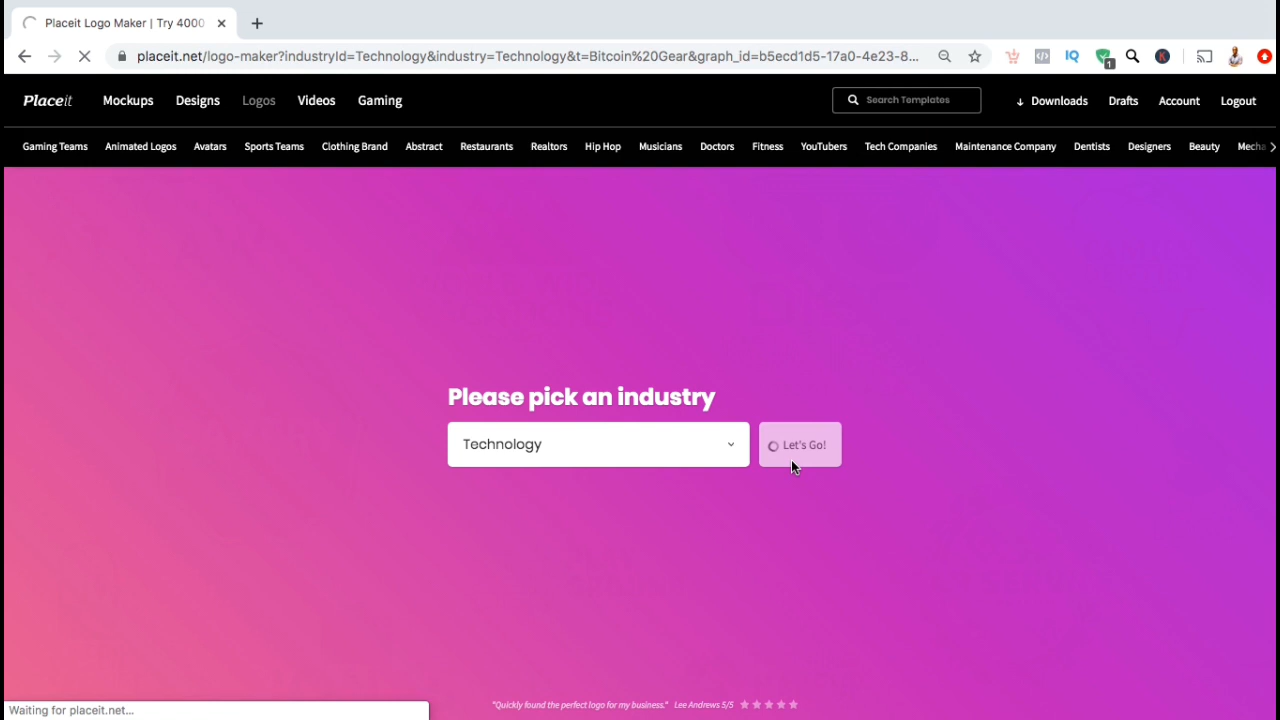 Placeit Logo Maker | Try 4000
placeit.net/logo-maker?industryId=Technology&industry=Technology&t=Bitcoin%20Gear&graph_id=b5ecd1d5-17a0-4e23-8...
IQ 1 K
Placeit Mockups Designs Logos Videos Gaming Search Templates Downloads Drafts Account Logout
Gaming Teams Animated Logos Avatars Sports Teams Clothing Brand Abstract Restaurants Realtors Hip Hop Musicians Doctors Fitness YouTubers Tech Companies Maintenance Company Dentists Designers Beauty Mecha
Please pick an industry
Technology Let's Go!
"Quickly found the perfect logo for my business." Lee Andrews 5/5
Waiting for placeit.net...